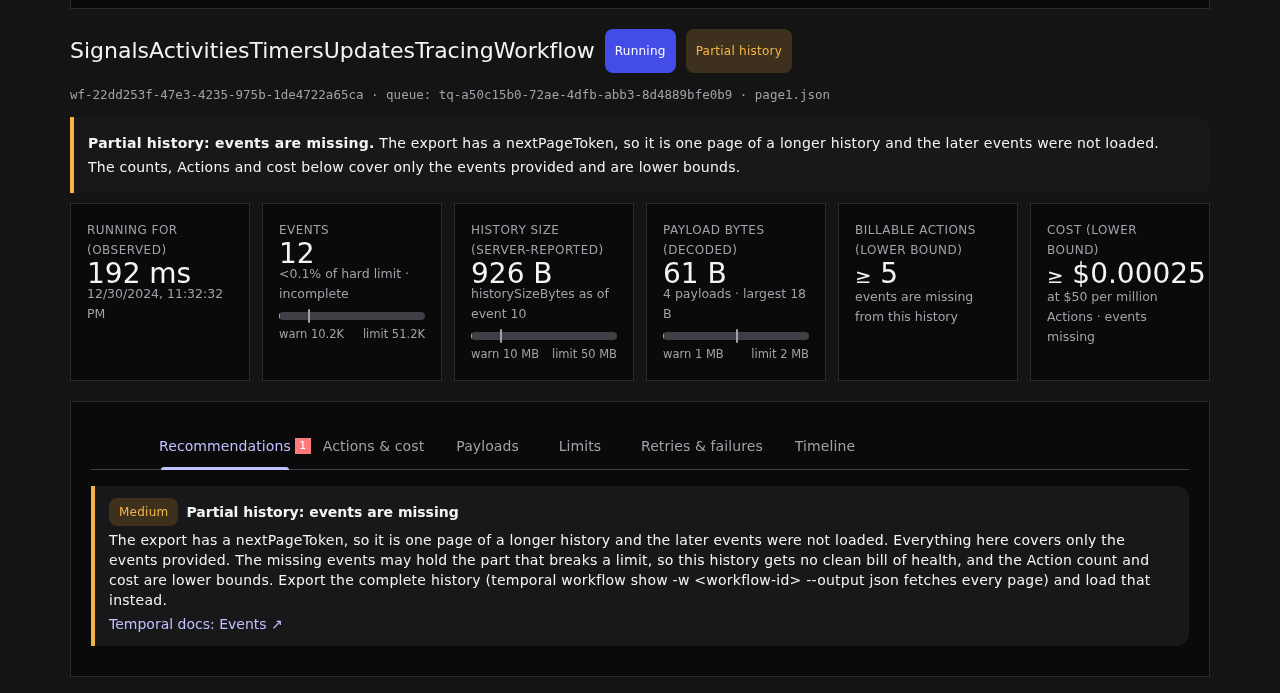 SignalsActivitiesTimersUpdatesTracingWorkflow Running Partial history
wf-22dd253f-47e3-4235-975b-1de4722a65ca · queue: tq-a50c15b0-72ae-4dfb-abb3-8d4889bfe0b9 · page1.json
Partial history: events are missing. The export has a nextPageToken, so it is one page of a longer history and the later events were not loaded.
The counts, Actions and cost below cover only the events provided and are lower bounds.
RUNNING FOR
(OBSERVED)
192 ms
12/30/2024, 11:32:32
PM
EVENTS
12
<0.1% of hard limit ·
incomplete
warn 10.2K limit 51.2K
HISTORY SIZE
(SERVER-REPORTED)
926 B
historySizeBytes as of
event 10
warn 10 MB limit 50 MB
PAYLOAD BYTES
(DECODED)
61 B
4 payloads · largest 18
B
warn 1 MB limit 2 MB
BILLABLE ACTIONS
(LOWER BOUND)
≥ 5
events are missing
from this history
COST (LOWER
BOUND)
≥ $0.00025
at $50 per million
Actions · events
missing
Recommendations 1 Actions & cost Payloads Limits Retries & failures Timeline
Medium Partial history: events are missing
The export has a nextPageToken, so it is one page of a longer history and the later events were not loaded. Everything here covers only the
events provided. The missing events may hold the part that breaks a limit, so this history gets no clean bill of health, and the Action count and
cost are lower bounds. Export the complete history (temporal workflow show -w <workflow-id> --output json fetches every page) and load that
instead.
Temporal docs: Events ↗